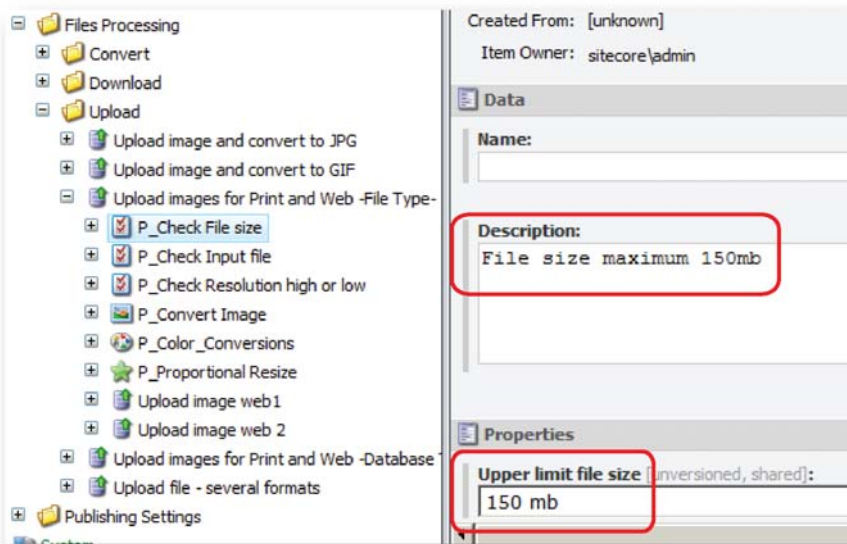 Files Processing
Convert
Download
Upload
Upload image and convert to JPG
Upload image and convert to GIF
Upload images for Print and Web -File Type-
P_Check File size
P_Check Input file
P_Check Resolution high or low
P_Convert Image
P_Color_Conversions
P_Proportional Resize
Upload image web1
Upload image web 2
Upload images for Print and Web -Database
Upload file - several formats
Publishing Settings
System
Created From: [unknown]
Item Owner: sitecore\admin
Data
Name:
Description:
File size maximum 150mb
Properties
Upper limit file size [unversioned, shared]:
150 mb